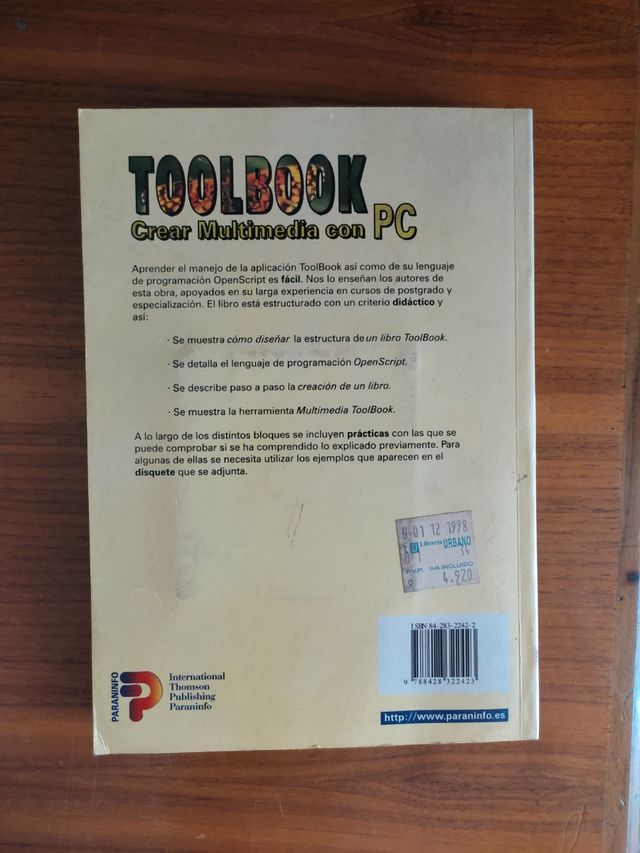 TOOLBOOK
Crear Multimedia con PC
Aprender el manejo de la aplicación ToolBook así como de su lenguaje
de programación OpenScript es fácil. Nos lo enseñan los autores de
esta obra, apoyados en su larga experiencia en cursos de postgrado y
especialización. El libro está estructurado con un criterio didáctico y
así:
· Se muestra cómo diseñar la estructura de un libro ToolBook.
· Se detalla el lenguaje de programación OpenScript.
· Se describe paso a paso la creación de un libro.
· Se muestra la herramienta Multimedia ToolBook.
A lo largo de los distintos bloques se incluyen prácticas con las que se
puede comprobar si se ha comprendido lo explicado previamente. Para
algunas de ellas se necesita utilizar los ejemplos que aparecen en el
disquete que se adjunta.
01 12 1998
Librería URBANO
54
P.V.P. IVA INCLUIDO
4.920
ISBN 84-283-2242-2
9 788428 322423
PARANINFO
International
Thomson
Publishing
Paraninfo
http://www.paraninfo.es